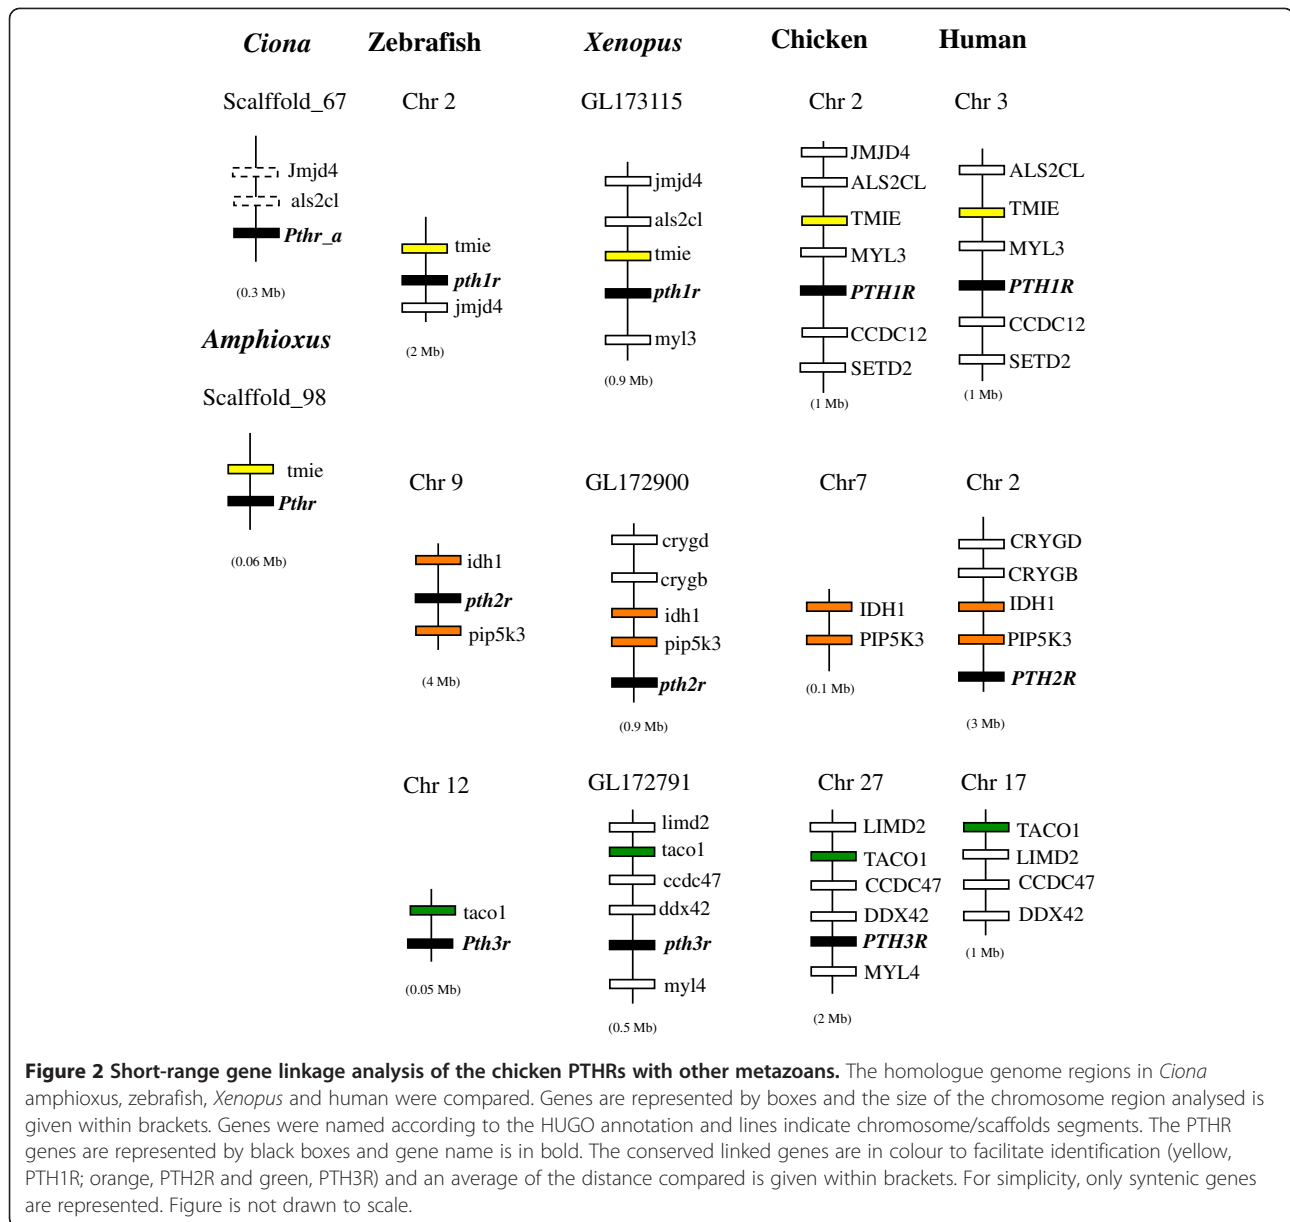 Ciona Zebrafish Xenopus Chicken Human
Scalffold_67 Chr 2 GL173115 Chr 2 Chr 3
Jmjd4
als2cl
Pthr_a
(0.3 Mb)
tmie
pth1r
jmjd4
(2 Mb)
jmjd4
als2cl
tmie
pth1r
myl3
(0.9 Mb)
JMJD4
ALS2CL
TMIE
MYL3
PTH1R
CCDC12
SETD2
(1 Mb)
ALS2CL
TMIE
MYL3
PTH1R
CCDC12
SETD2
(1 Mb)
Amphioxus
Scalffold_98
tmie
Pthr
(0.06 Mb)
Chr 9 GL172900 Chr7 Chr 2
idh1
pth2r
pip5k3
(4 Mb)
crygd
crygb
idh1
pip5k3
pth2r
(0.9 Mb)
IDH1
PIP5K3
(0.1 Mb)
CRYGD
CRYGB
IDH1
PIP5K3
PTH2R
(3 Mb)
Chr 12 GL172791 Chr 27 Chr 17
taco1
Pth3r
(0.05 Mb)
limd2
taco1
ccdc47
ddx42
pth3r
myl4
(0.5 Mb)
LIMD2
TACO1
CCDC47
DDX42
PTH3R
MYL4
(2 Mb)
TACO1
LIMD2
CCDC47
DDX42
(1 Mb)
Figure 2 Short-range gene linkage analysis of the chicken PTHRs with other metazoans. The homologue genome regions in Ciona
amphioxus, zebrafish, Xenopus and human were compared. Genes are represented by boxes and the size of the chromosome region analysed is
given within brackets. Genes were named according to the HUGO annotation and lines indicate chromosome/scaffolds segments. The PTHR
genes are represented by black boxes and gene name is in bold. The conserved linked genes are in colour to facilitate identification (yellow,
PTH1R; orange, PTH2R and green, PTH3R) and an average of the distance compared is given within brackets. For simplicity, only syntenic genes
are represented. Figure is not drawn to scale.